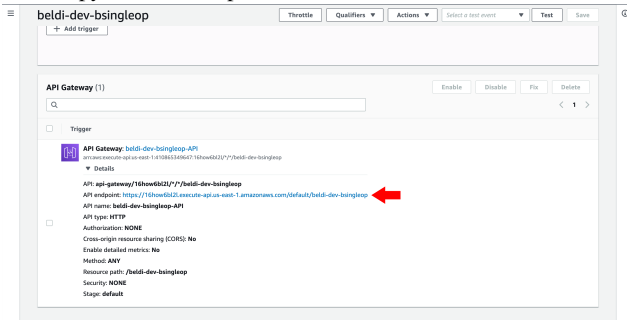 beldi-dev-bsingleop
Throttle Qualifiers ▼ Actions ▼ Select a test event ▼ Test Save
+ Add trigger
API Gateway (1)
Enable Disable Fix Delete
< 1 >
Trigger
API Gateway: beldi-dev-bsingleop-API
arn:aws:execute-api:us-east-1:410865349647:16how6bl2l/*/*/beldi-dev-bsingleop
▼ Details
API: api-gateway/16how6bl2l/*/*/beldi-dev-bsingleop
API endpoint: https://16how6bl2l.execute-api.us-east-1.amazonaws.com/default/beldi-dev-bsingleop
API name: beldi-dev-bsingleop-API
API type: HTTP
Authorization: NONE
Cross-origin resource sharing (CORS): No
Enable detailed metrics: No
Method: ANY
Resource path: /beldi-dev-bsingleop
Security: NONE
Stage: default